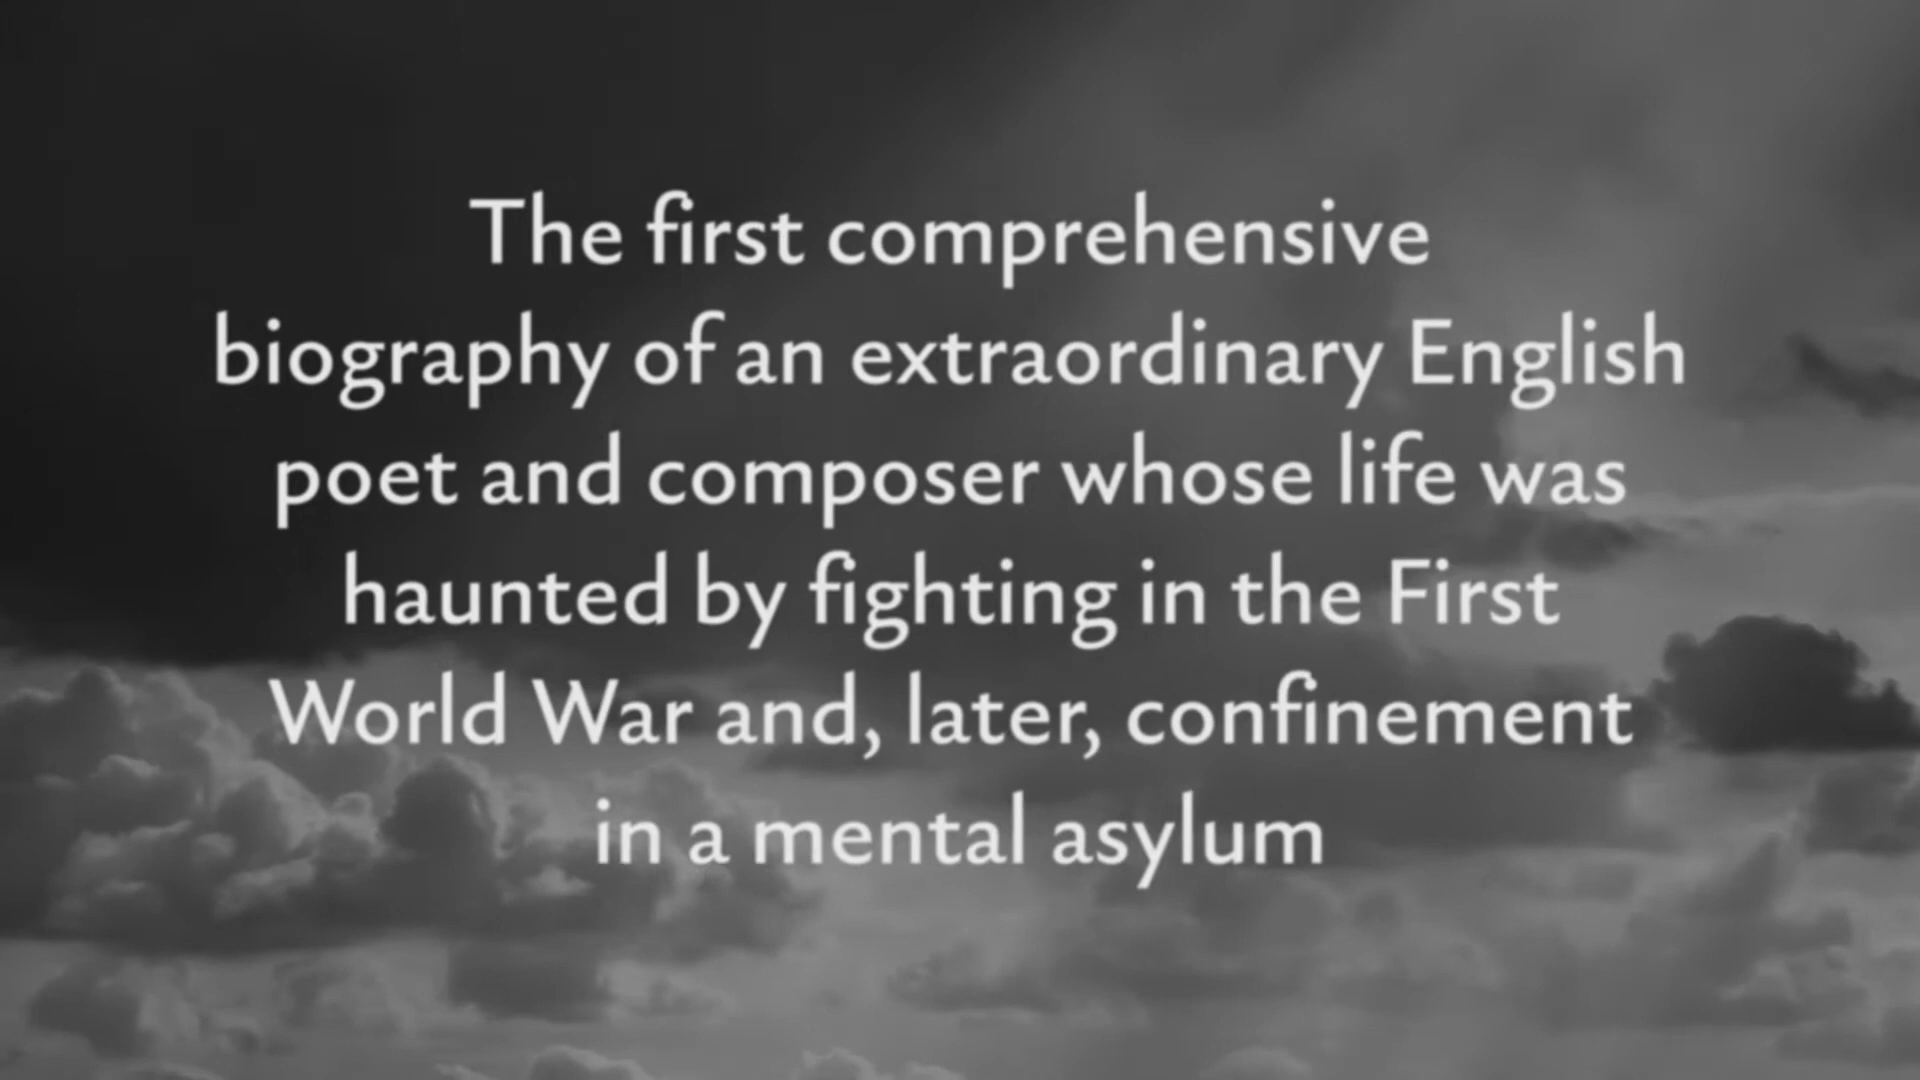 The first comprehensive
biography of an extraordinary English
poet and composer whose life was
haunted by fighting in the First
World War and, later, confinement
in a mental asylum